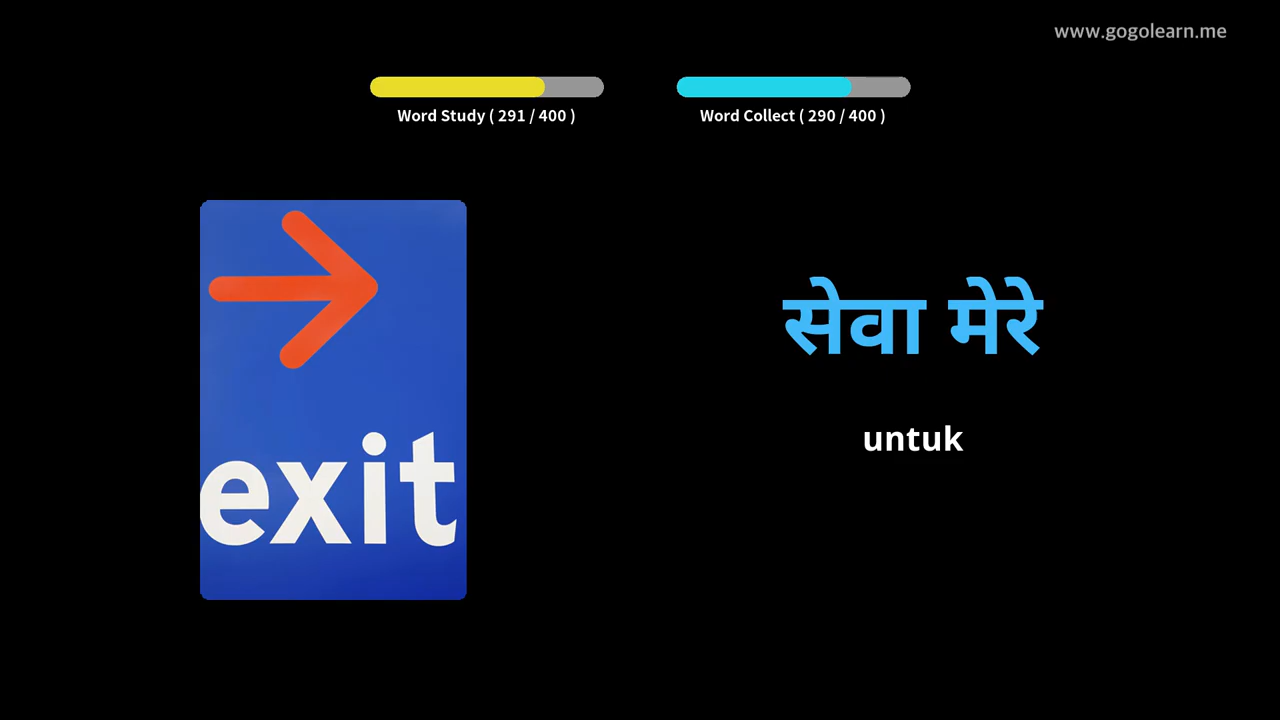 www.gogolearn.me
Word Study ( 291 / 400 )
Word Collect ( 290 / 400 )
exit
सेवा मेरे
untuk